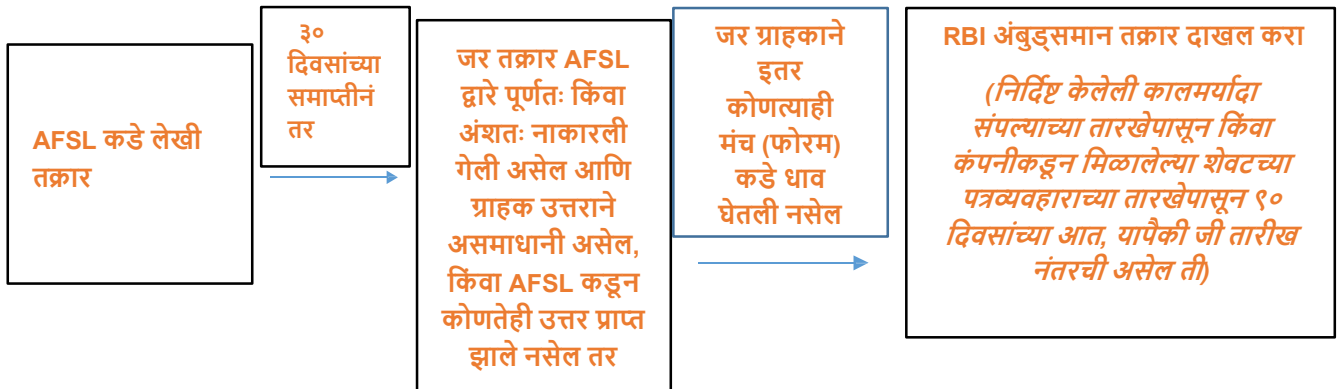 AFSL कडे लेखी
तक्रार
३०
दिवसांच्या
समाप्तीनं
तर
जर तक्रार AFSL
द्वारे पूर्णतः किंवा
अंशतः नाकारली
गेली असेल आणि
ग्राहक उत्तराने
असमाधानी असेल,
किंवा AFSL कडून
कोणतेही उत्तर प्राप्त
झाले नसेल तर
जर ग्राहकाने
इतर
कोणत्याही
मंच (फोरम)
कडे धाव
घेतली नसेल
RBI अंबुड्समान तक्रार दाखल करा
(निर्दिष्ट केलेली कालमर्यादा
संपल्याच्या तारखेपासून किंवा
कंपनीकडून मिळालेल्या शेवटच्या
पत्रव्यवहाराच्या तारखेपासून ९०
दिवसांच्या आत, यापैकी जी तारीख
नंतरची असेल ती)